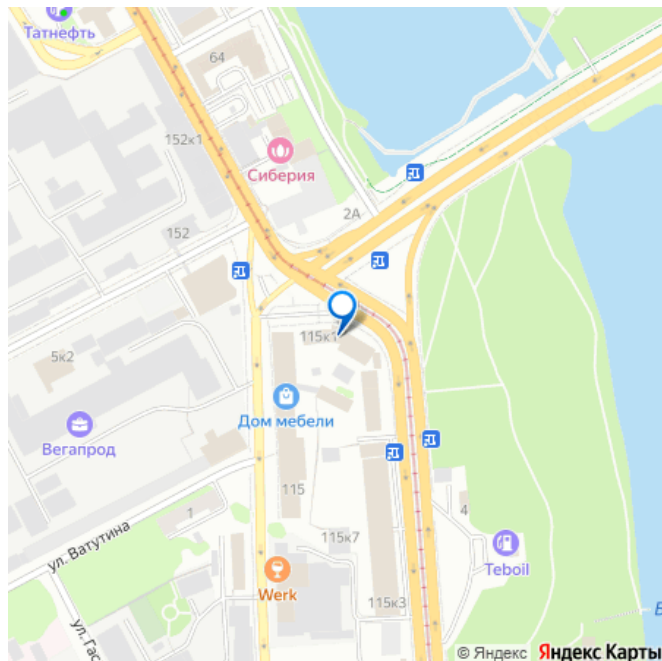 Татнефть
64
152к1
Сиберия
2А
152
115к1
5к2
Дом мебели
Вегапрод
115
1
4
ул. Ватутина
115к7
Teboil
Werk
115к3
ул. Гас
© Яндекс Яндекс Карты